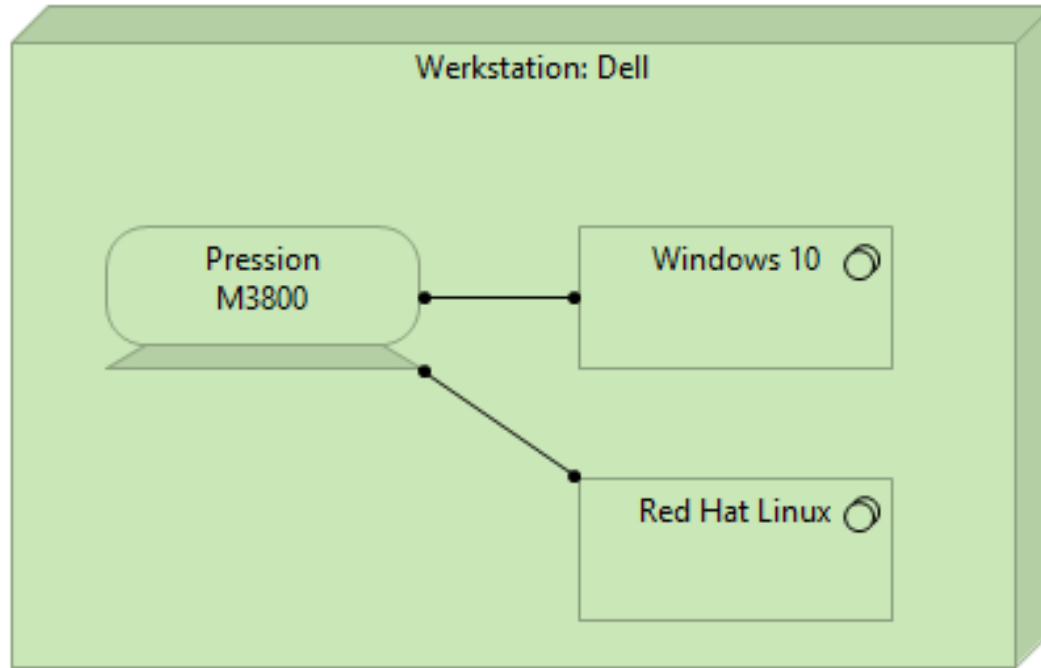 Werkstation: Dell
Pression
M3800
Windows 10
Red Hat Linux